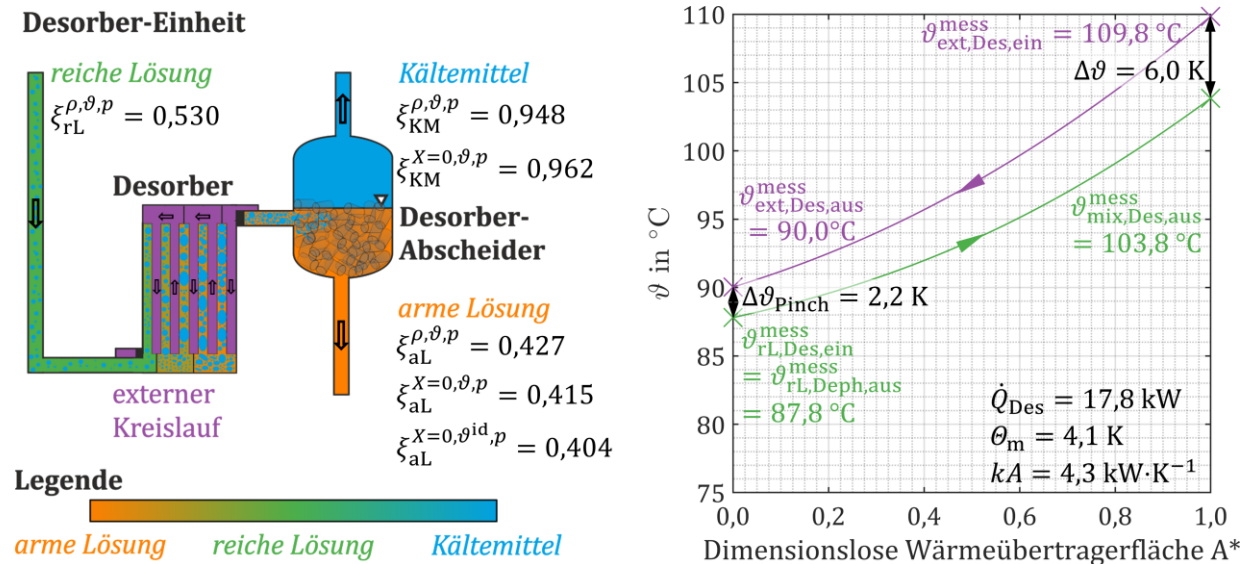 Desorber-Einheit
reiche Lösung
ξ_rL^{ρ,ϑ,p} = 0,530
Kältemittel
ξ_KM^{ρ,ϑ,p} = 0,948
ξ_KM^{X=0,ϑ,p} = 0,962
Desorber
Desorber-
Abscheider
arme Lösung
ξ_aL^{ρ,ϑ,p} = 0,427
ξ_aL^{X=0,ϑ,p} = 0,415
ξ_aL^{X=0,ϑ^id,p} = 0,404
externer
Kreislauf
Legende
arme Lösung
reiche Lösung
Kältemittel
ϑ in °C
110
105
100
95
90
85
80
75
0,0
0,2
0,4
0,6
0,8
1,0
Dimensionslose Wärmeübertragerfläche A*
ϑ_ext,Des,ein^mess = 109,8 °C
Δϑ = 6,0 K
ϑ_ext,Des,aus^mess
= 90,0°C
ϑ_mix,Des,aus^mess
= 103,8 °C
Δϑ_Pinch = 2,2 K
ϑ_rL,Des,ein^mess
= ϑ_rL,Deph,aus^mess
= 87,8 °C
Q̇_Des = 17,8 kW
Θ_m = 4,1 K
kA = 4,3 kW·K⁻¹